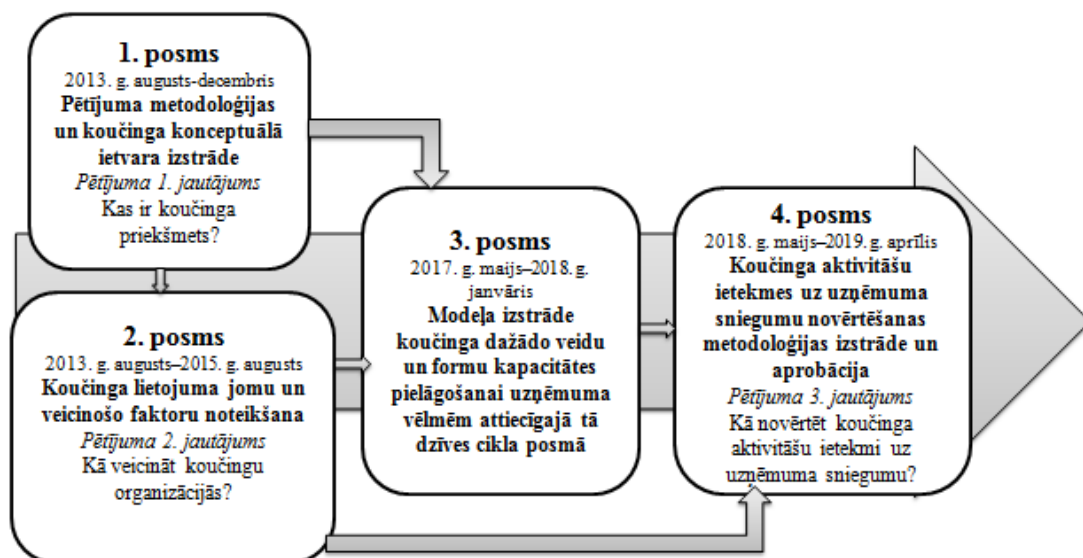 1. posms
2013. g. augusts-decembris
Pētījuma metodoloģijas
un koučinga konceptuālā
ietvara izstrāde
Pētījuma 1. jautājums
Kas ir koučinga
priekšmets?
2. posms
2013. g. augusts–2015. g. augusts
Koučinga lietojuma jomu un
veicinošo faktoru noteikšana
Pētījuma 2. jautājums
Kā veicināt koučingu
organizācijās?
3. posms
2017. g. maijs–2018. g.
janvāris
Modeļa izstrāde
koučinga dažādo veidu
un formu kapacitātes
pielāgošanai uzņēmuma
vēlmēm attiecīgajā tā
dzīves cikla posmā
4. posms
2018. g. maijs–2019. g. aprīlis
Koučinga aktivitāšu
ietekmes uz uzņēmuma
sniegumu novērtēšanas
metodoloģijas izstrāde un
aprobācija
Pētījuma 3. jautājums
Kā novērtēt koučinga
aktivitāšu ietekmi uz
uzņēmuma sniegumu?